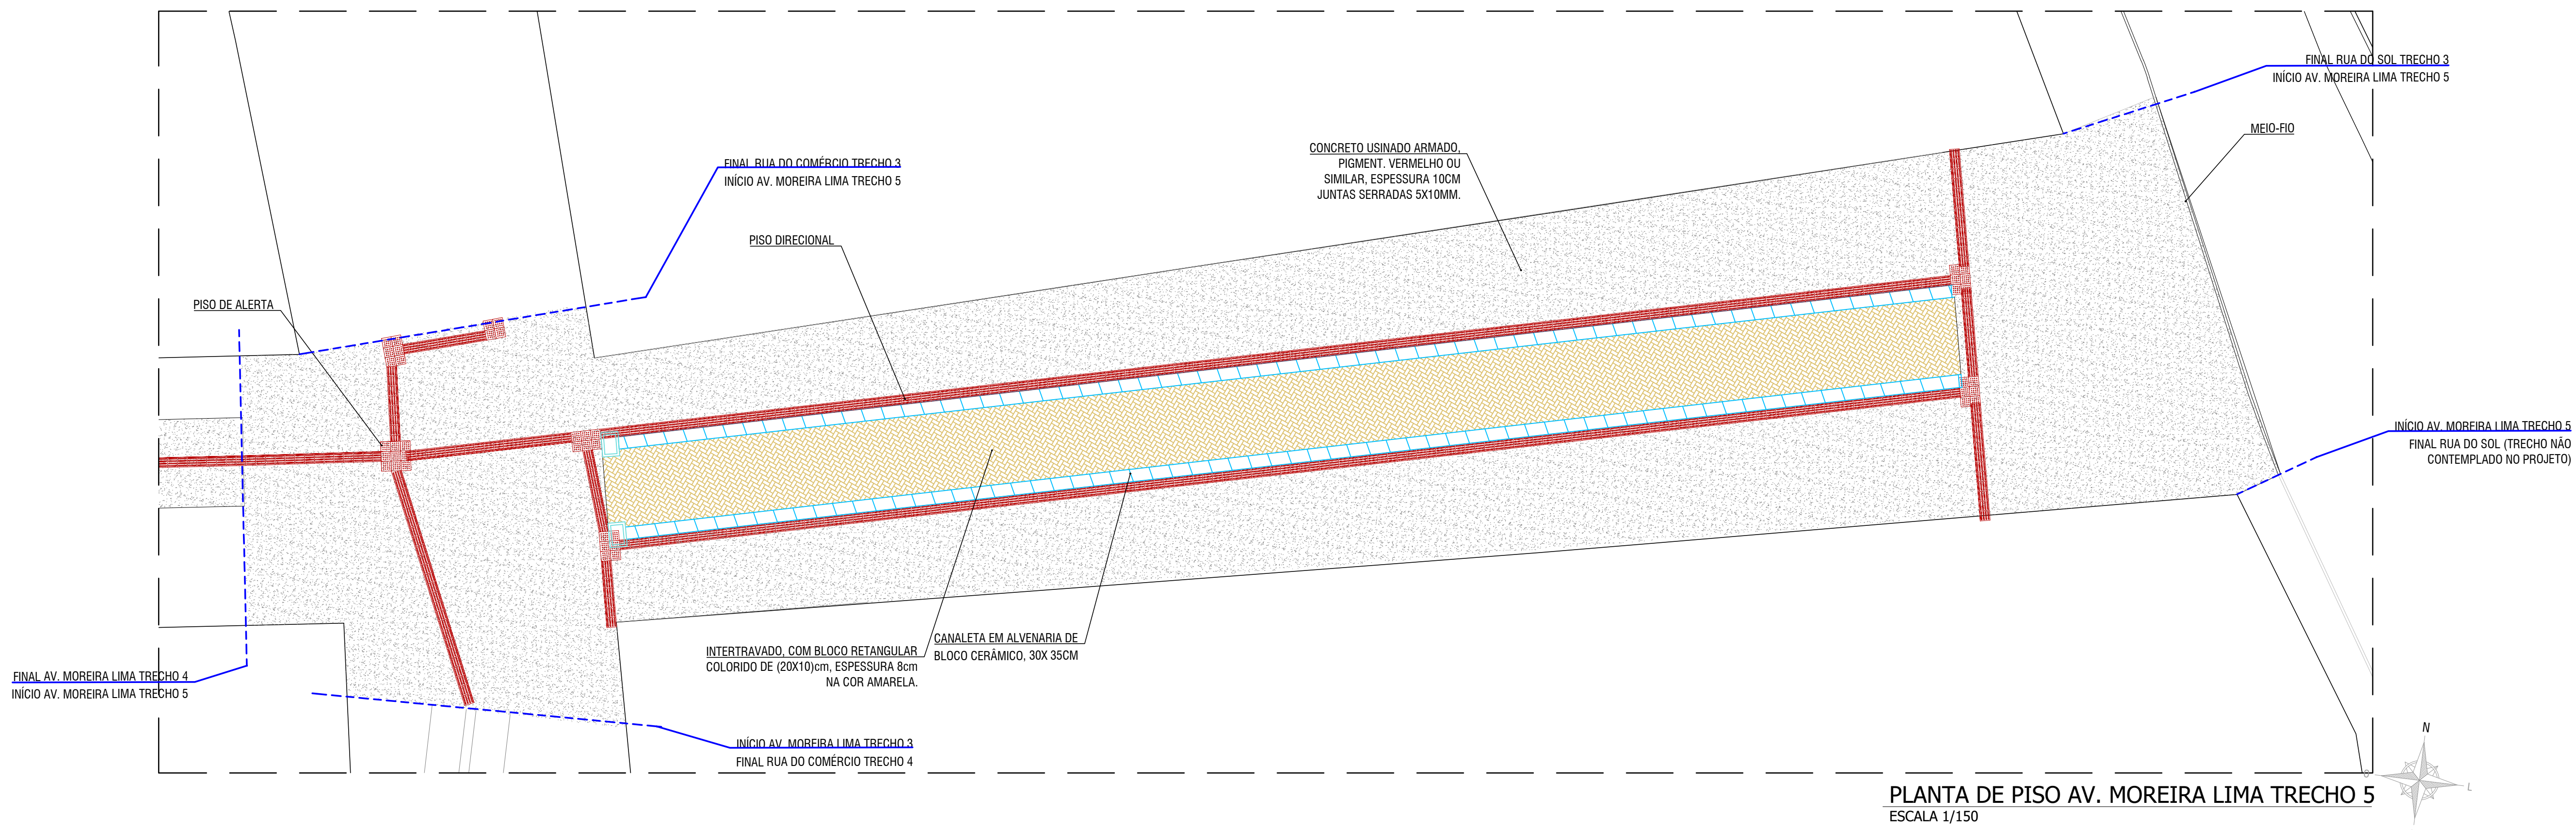 FINAL RUA DO SOL TRECHO 3
INÍCIO AV. MOREIRA LIMA TRECHO 5
MEIO-FIO
CONCRETO USINADO ARMADO,
PIGMENT. VERMELHO OU
SIMILAR, ESPESSURA 10CM
JUNTAS SERRADAS 5X10MM.
FINAL RUA DO COMÉRCIO TRECHO 3
INÍCIO AV. MOREIRA LIMA TRECHO 5
PISO DIRECIONAL
PISO DE ALERTA
INÍCIO AV. MOREIRA LIMA TRECHO 5
FINAL RUA DO SOL (TRECHO NÃO
CONTEMPLADO NO PROJETO)
CANALETA EM ALVENARIA DE
BLOCO CERÂMICO, 30X 35CM
INTERTRAVADO, COM BLOCO RETANGULAR
COLORIDO DE (20X10)cm, ESPESSURA 8cm
NA COR AMARELA.
FINAL AV. MOREIRA LIMA TRECHO 4
INÍCIO AV. MOREIRA LIMA TRECHO 5
INÍCIO AV. MOREIRA LIMA TRECHO 3
FINAL RUA DO COMÉRCIO TRECHO 4
N
O
L
PLANTA DE PISO AV. MOREIRA LIMA TRECHO 5
ESCALA 1/150